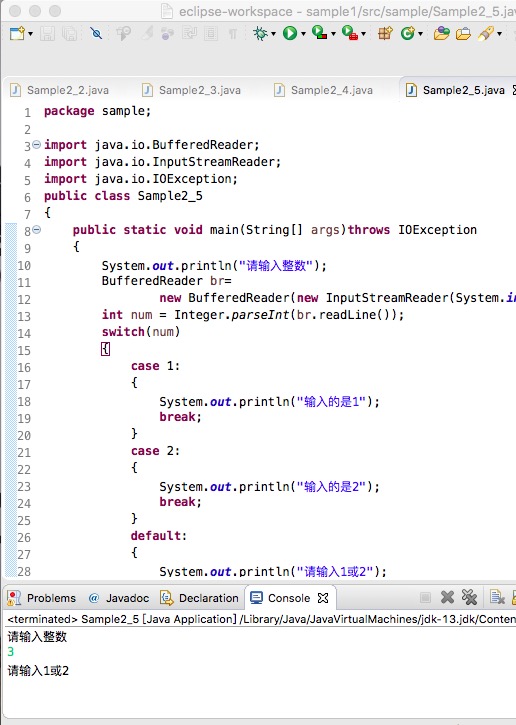 eclipse-workspace - sample1/src/sample/Sample2_5.jav
Sample2_2.java Sample2_3.java Sample2_4.java Sample2_5.java
1 package sample;
2
3 import java.io.BufferedReader;
4 import java.io.InputStreamReader;
5 import java.io.IOException;
6 public class Sample2_5
7 {
8 public static void main(String[] args)throws IOException
9 {
10 System.out.println("请输入整数");
11 BufferedReader br=
12 new BufferedReader(new InputStreamReader(System.in
13 int num = Integer.parseInt(br.readLine());
14 switch(num)
15 {
16 case 1:
17 {
18 System.out.println("输入的是1");
19 break;
20 }
21 case 2:
22 {
23 System.out.println("输入的是2");
24 break;
25 }
26 default:
27 {
28 System.out.println("请输入1或2");
Problems @ Javadoc Declaration Console
<terminated> Sample2_5 [Java Application] /Library/Java/JavaVirtualMachines/jdk-13.jdk/Conten
请输入整数
3
请输入1或2